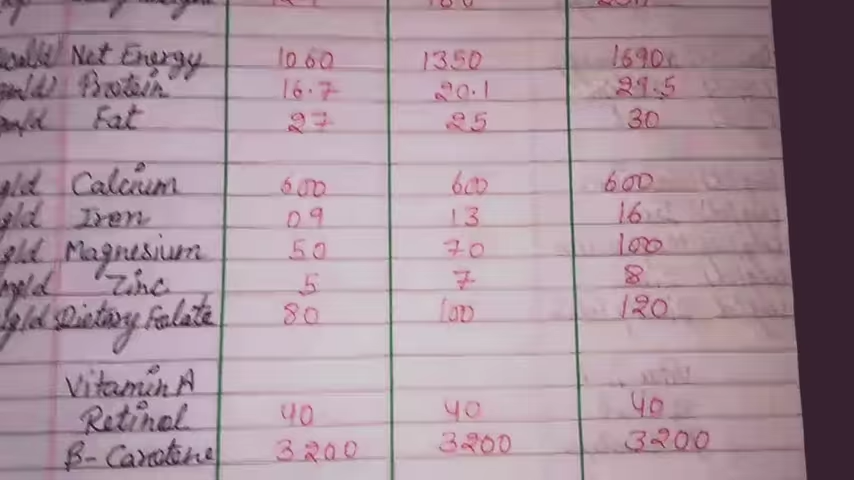 Net Energy 1060 1350 1690
Protein 16.7 20.1 29.5
Fat 27 25 30
g/d Calcium 600 600 600
g/d Iron 09 13 16
g/d Magnesium 50 70 100
mg/d Zinc 5 7 8
g/d Dietary Folate 80 100 120
Vitamin A
Retinol 40 40 40
B-Carotene 3200 3200 3200